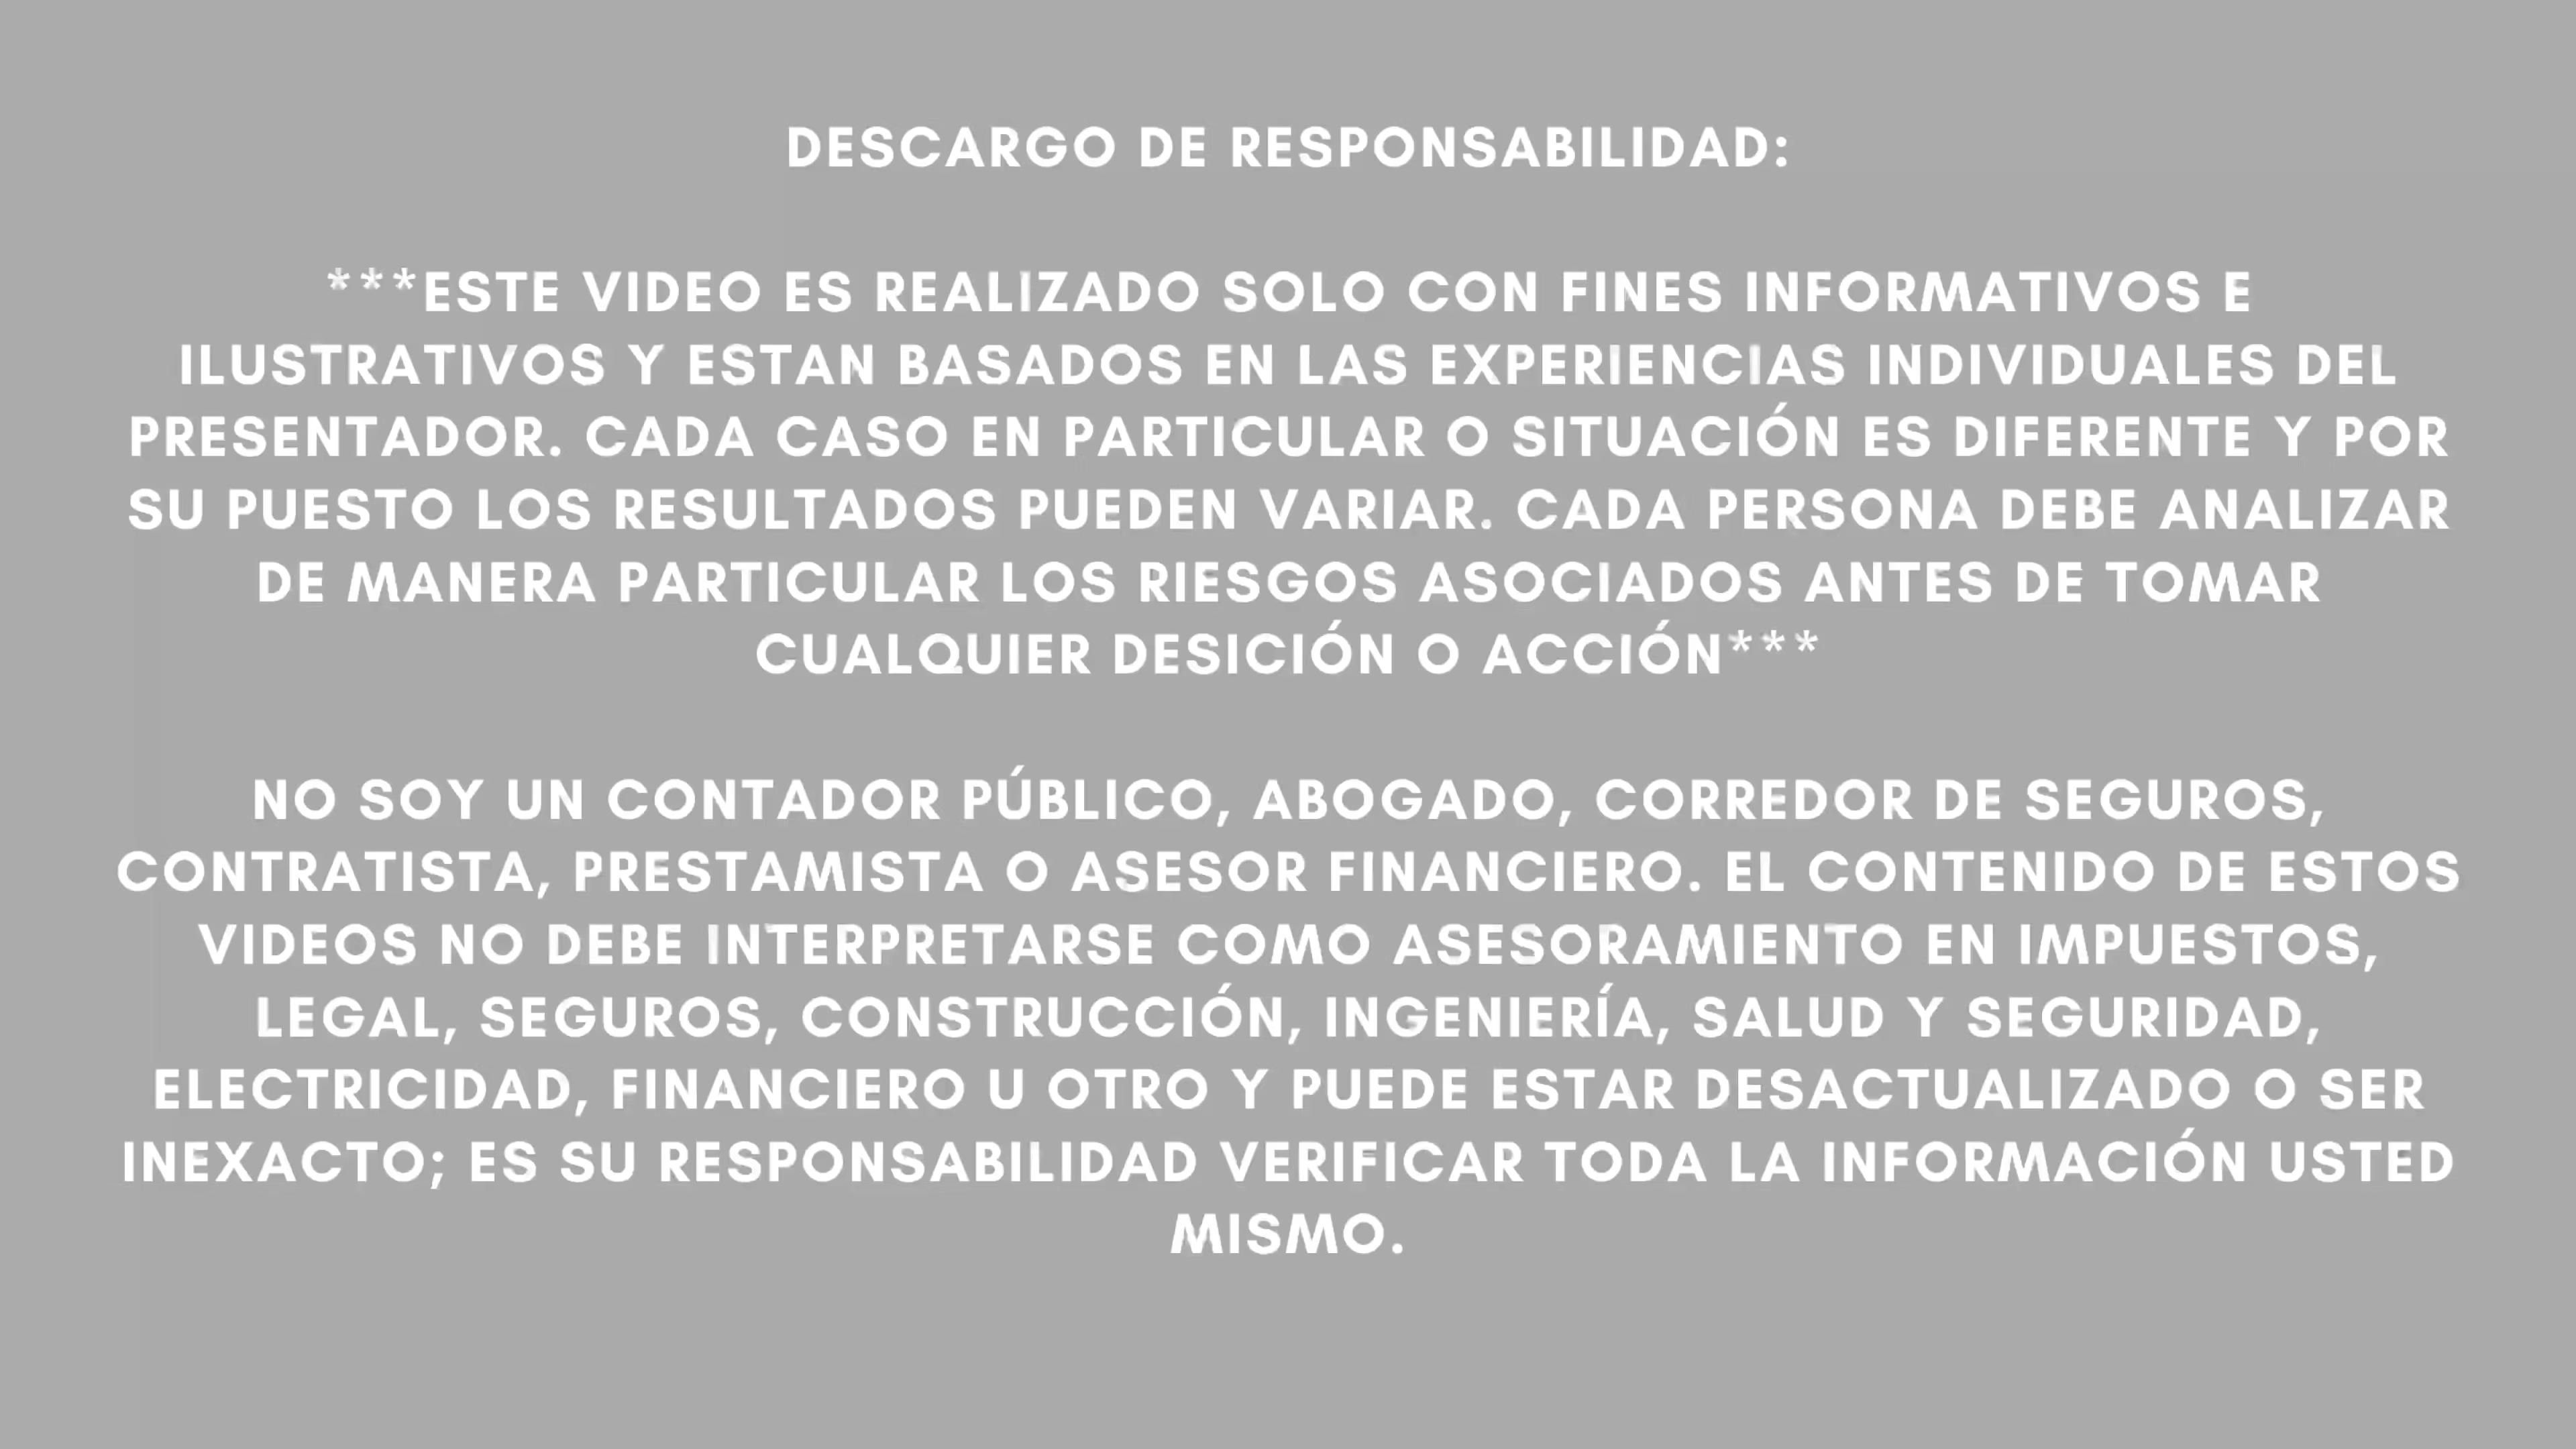 DESCARGO DE RESPONSABILIDAD:
***ESTE VIDEO ES REALIZADO SOLO CON FINES INFORMATIVOS E
ILUSTRATIVOS Y ESTAN BASADOS EN LAS EXPERIENCIAS INDIVIDUALES DEL
PRESENTADOR. CADA CASO EN PARTICULAR O SITUACIÓN ES DIFERENTE Y POR
SU PUESTO LOS RESULTADOS PUEDEN VARIAR. CADA PERSONA DEBE ANALIZAR
DE MANERA PARTICULAR LOS RIESGOS ASOCIADOS ANTES DE TOMAR
CUALQUIER DESICIÓN O ACCIÓN***
NO SOY UN CONTADOR PÚBLICO, ABOGADO, CORREDOR DE SEGUROS,
CONTRATISTA, PRESTAMISTA O ASESOR FINANCIERO. EL CONTENIDO DE ESTOS
VIDEOS NO DEBE INTERPRETARSE COMO ASESORAMIENTO EN IMPUESTOS,
LEGAL, SEGUROS, CONSTRUCCIÓN, INGENIERÍA, SALUD Y SEGURIDAD,
ELECTRICIDAD, FINANCIERO U OTRO Y PUEDE ESTAR DESACTUALIZADO O SER
INEXACTO; ES SU RESPONSABILIDAD VERIFICAR TODA LA INFORMACIÓN USTED
MISMO.